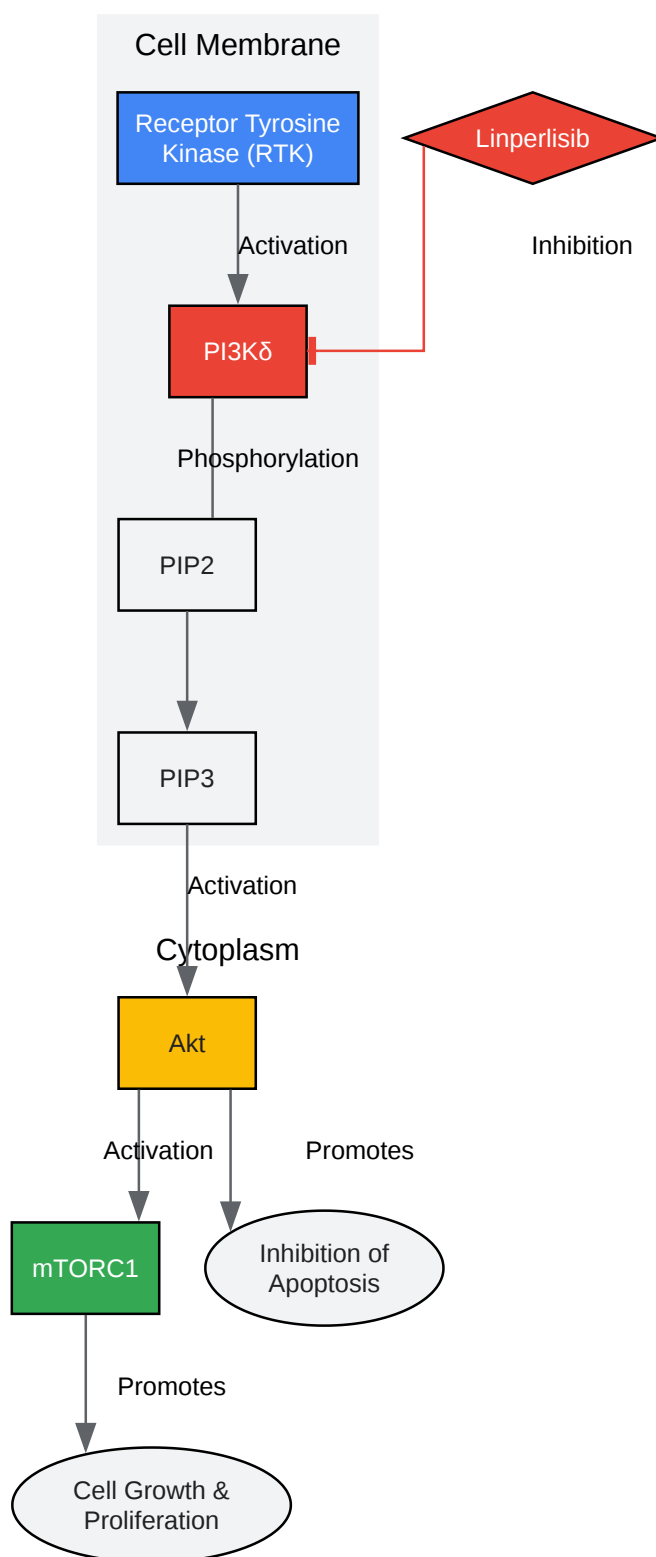 Cell Membrane
Receptor Tyrosine
Kinase (RTK)
Linperlisib
Activation
Inhibition
PI3Kδ
Phosphorylation
PIP2
PIP3
Activation
Cytoplasm
Akt
Activation
Promotes
mTORC1
Inhibition of
Apoptosis
Promotes
Cell Growth &
Proliferation